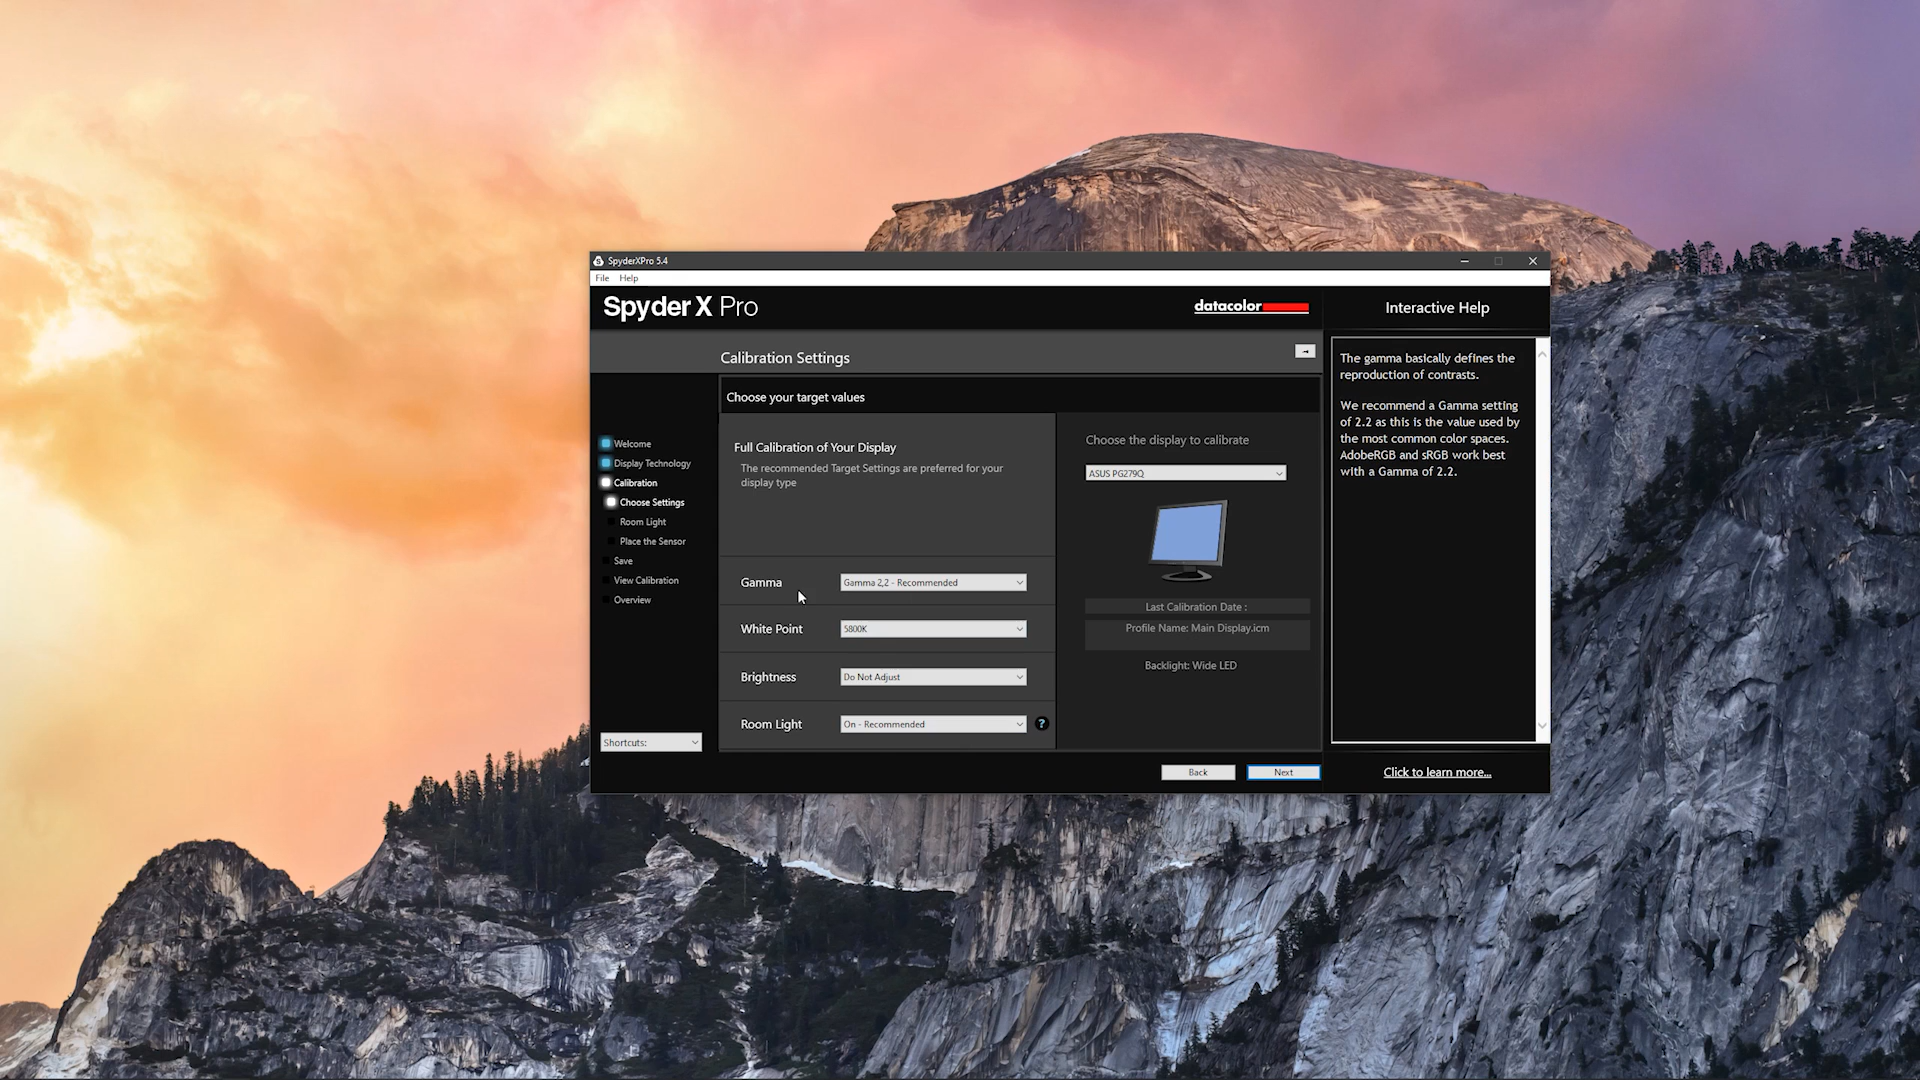 SpyderXPro 5.4
File Help
Spyder X Pro
datacolor
Interactive Help
Calibration Settings
Choose your target values
Welcome
Display Technology
Calibration
Choose Settings
Room Light
Place the Sensor
Save
View Calibration
Overview
Shortcuts:
Full Calibration of Your Display
The recommended Target Settings are preferred for your
display type
Gamma
Gamma 2,2 - Recommended
White Point
5800K
Brightness
Do Not Adjust
Room Light
On - Recommended
?
Choose the display to calibrate
ASUS PG279Q
Last Calibration Date :
Profile Name: Main Display.icm
Backlight: Wide LED
Back
Next
The gamma basically defines the
reproduction of contrasts.
We recommend a Gamma setting
of 2.2 as this is the value used by
the most common color spaces.
AdobeRGB and sRGB work best
with a Gamma of 2.2.
Click to learn more...